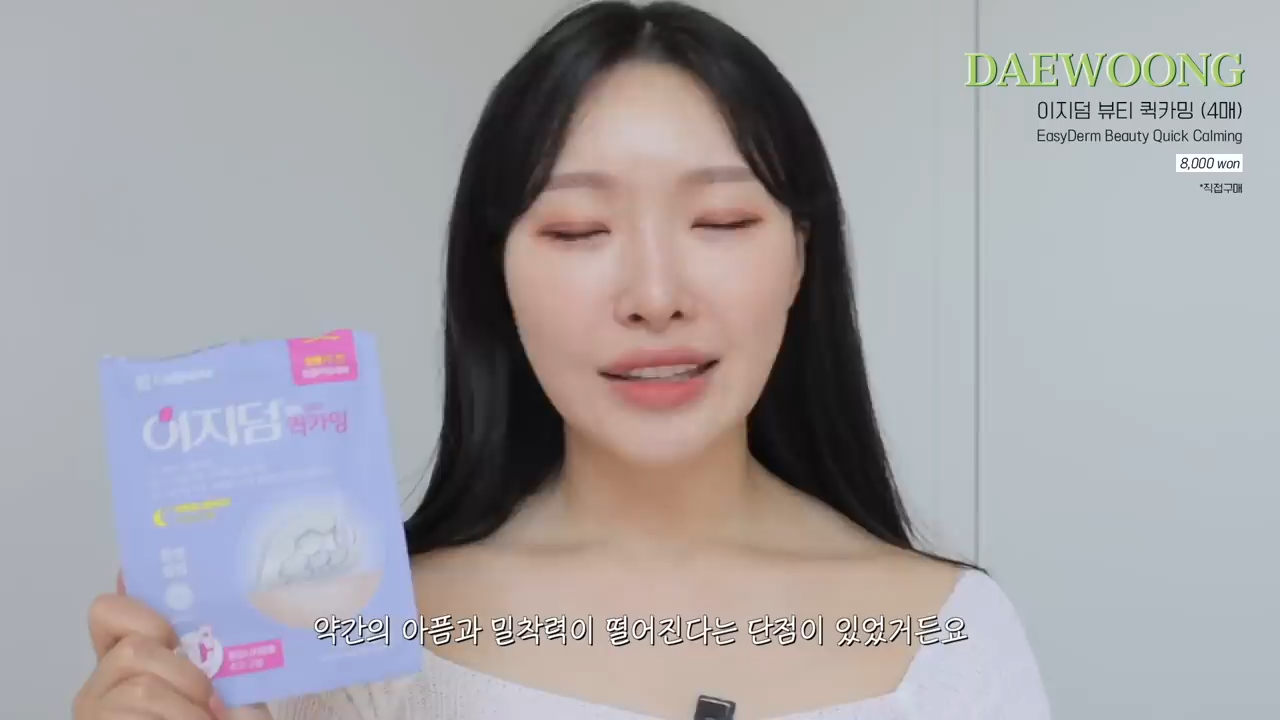 DAEWOONG
이지덤 뷰티 퀵카밍 (4매)
EasyDerm Beauty Quick Calming
8,000 won
*직접구매
이지덤
퀵카밍
약간의 아픔과 밀착력이 떨어진다는 단점이 있었거든요